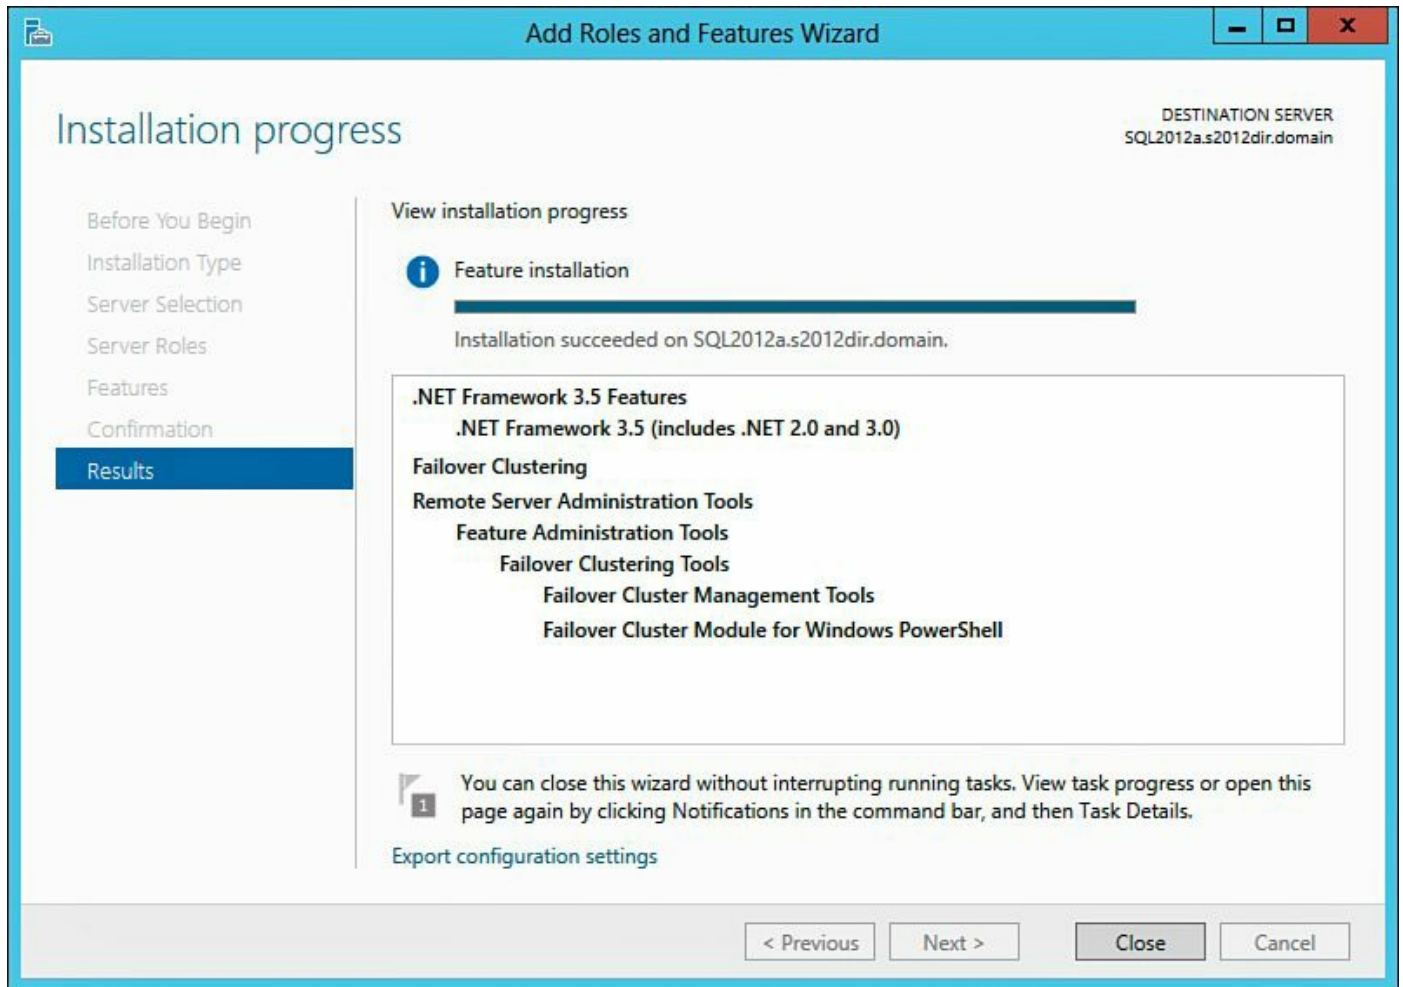 Add Roles and Features Wizard
Installation progress
DESTINATION SERVER
SQL2012a.s2012dir.domain
Before You Begin
Installation Type
Server Selection
Server Roles
Features
Confirmation
Results
View installation progress
Feature installation
Installation succeeded on SQL2012a.s2012dir.domain.
.NET Framework 3.5 Features
.NET Framework 3.5 (includes .NET 2.0 and 3.0)
Failover Clustering
Remote Server Administration Tools
Feature Administration Tools
Failover Clustering Tools
Failover Cluster Management Tools
Failover Cluster Module for Windows PowerShell
1
You can close this wizard without interrupting running tasks. View task progress or open this
page again by clicking Notifications in the command bar, and then Task Details.
Export configuration settings
< Previous
Next >
Close
Cancel